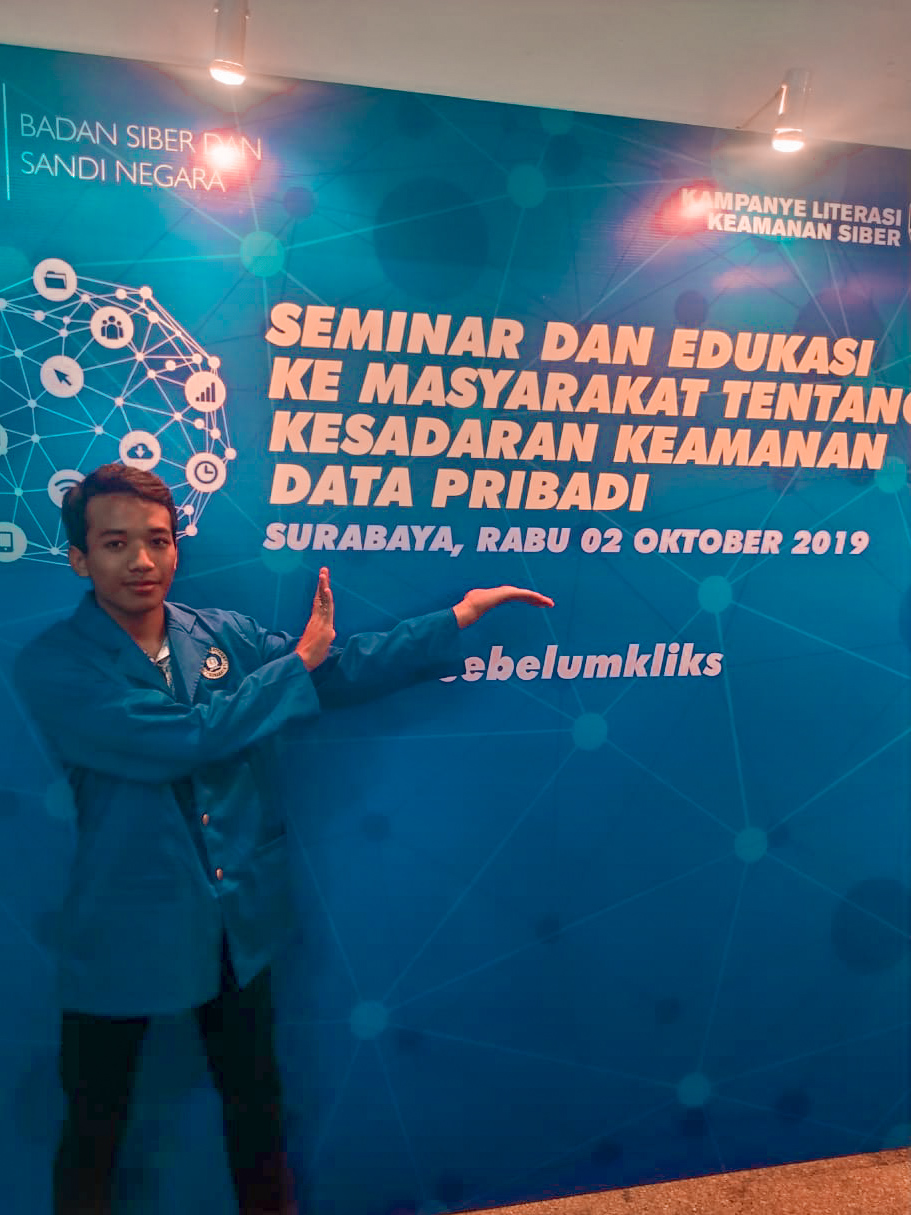 BADAN SIBER DAN
SANDI NEGARA
KAMPANYE LITERASI
KEAMANAN SIBER
SEMINAR DAN EDUKASI
KE MASYARAKAT TENTANG
KESADARAN KEAMANAN
DATA PRIBADI
SURABAYA, RABU 02 OKTOBER 2019
sebelumkliks